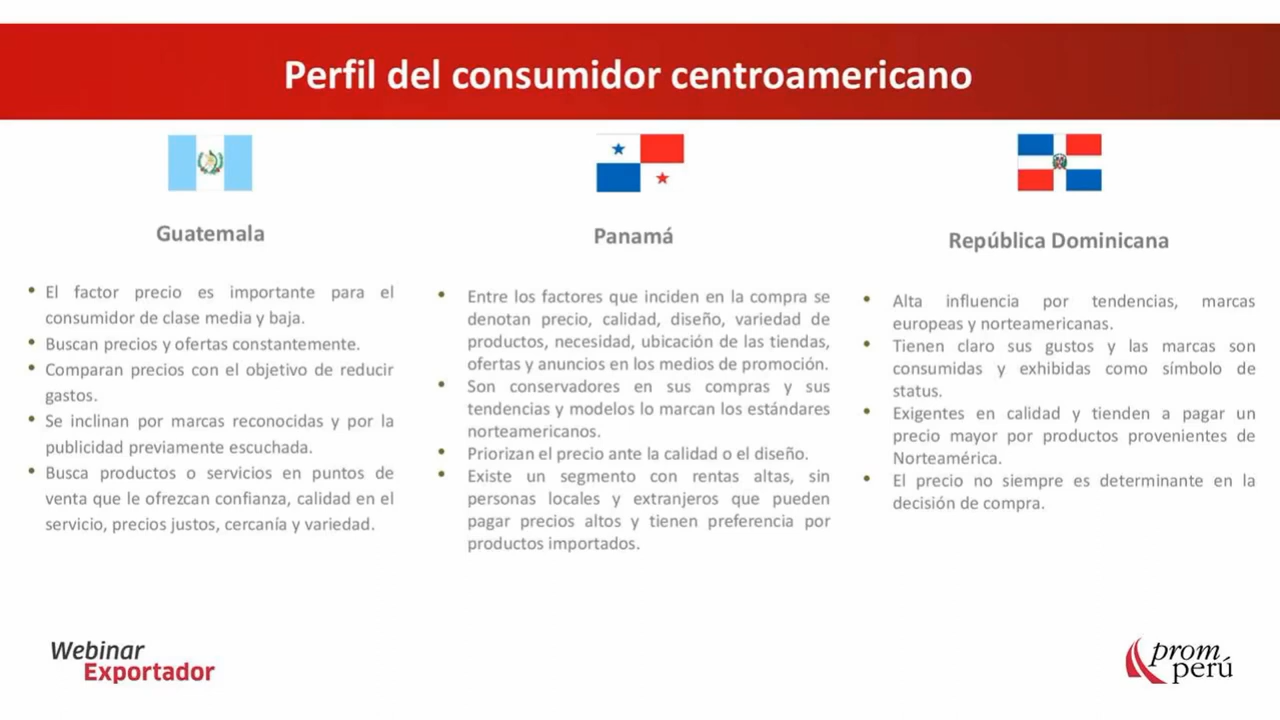 Perfil del consumidor centroamericano
Guatemala
• El factor precio es importante para el
consumidor de clase media y baja.
• Buscan precios y ofertas constantemente.
• Comparan precios con el objetivo de reducir
gastos.
• Se inclinan por marcas reconocidas y por la
publicidad previamente escuchada.
• Busca productos o servicios en puntos de
venta que le ofrezcan confianza, calidad en el
servicio, precios justos, cercanía y variedad.
Panamá
• Entre los factores que inciden en la compra se
denotan precio, calidad, diseño, variedad de
productos, necesidad, ubicación de las tiendas,
ofertas y anuncios en los medios de promoción.
• Son conservadores en sus compras y sus
tendencias y modelos lo marcan los estándares
norteamericanos.
• Priorizan el precio ante la calidad o el diseño.
• Existe un segmento con rentas altas, sin
personas locales y extranjeros que pueden
pagar precios altos y tienen preferencia por
productos importados.
República Dominicana
• Alta influencia por tendencias, marcas
europeas y norteamericanas.
• Tienen claro sus gustos y las marcas son
consumidas y exhibidas como símbolo de
status.
• Exigentes en calidad y tienden a pagar un
precio mayor por productos provenientes de
Norteamérica.
• El precio no siempre es determinante en la
decisión de compra.
Webinar
Exportador
prom
perú